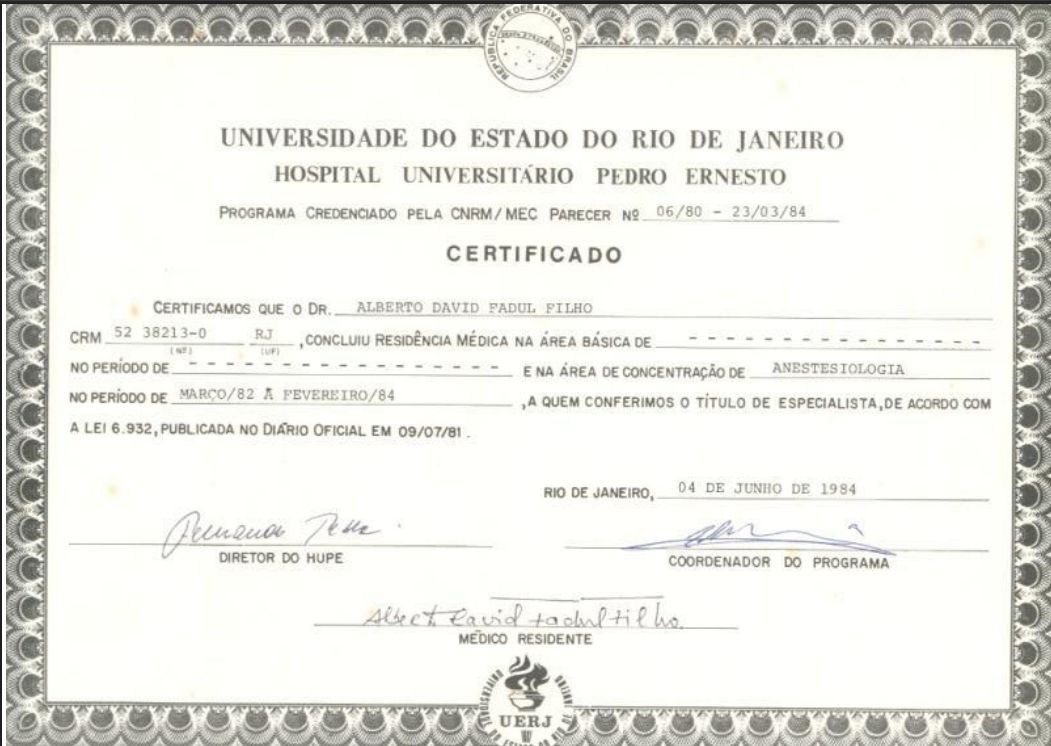 REPUBLICA FEDERATIVA DO BRASIL
UNIVERSIDADE DO ESTADO DO RIO DE JANEIRO
HOSPITAL UNIVERSITÁRIO PEDRO ERNESTO
PROGRAMA CREDENCIADO PELA CNRM/MEC PARECER Nº 06/80 - 23/03/84
CERTIFICADO
CERTIFICAMOS QUE O DR. ALBERTO DAVID FADUL FILHO
CRM 52 38213-0 RJ , CONCLUIU RESIDÊNCIA MÉDICA NA ÁREA BÁSICA DE - - - - - - - - - - - - - - - -
(Nº) (UF)
NO PERÍODO DE - - - - - - - - - - - - - - - - - E NA ÁREA DE CONCENTRAÇÃO DE ANESTESIOLOGIA
NO PERÍODO DE MARÇO/82 À FEVEREIRO/84 , A QUEM CONFERIMOS O TÍTULO DE ESPECIALISTA, DE ACORDO COM
A LEI 6.932, PUBLICADA NO DIÁRIO OFICIAL EM 09/07/81 .
RIO DE JANEIRO, 04 DE JUNHO DE 1984
DIRETOR DO HUPE
COORDENADOR DO PROGRAMA
Albert David Fadul Filho
MÉDICO RESIDENTE
UERJ